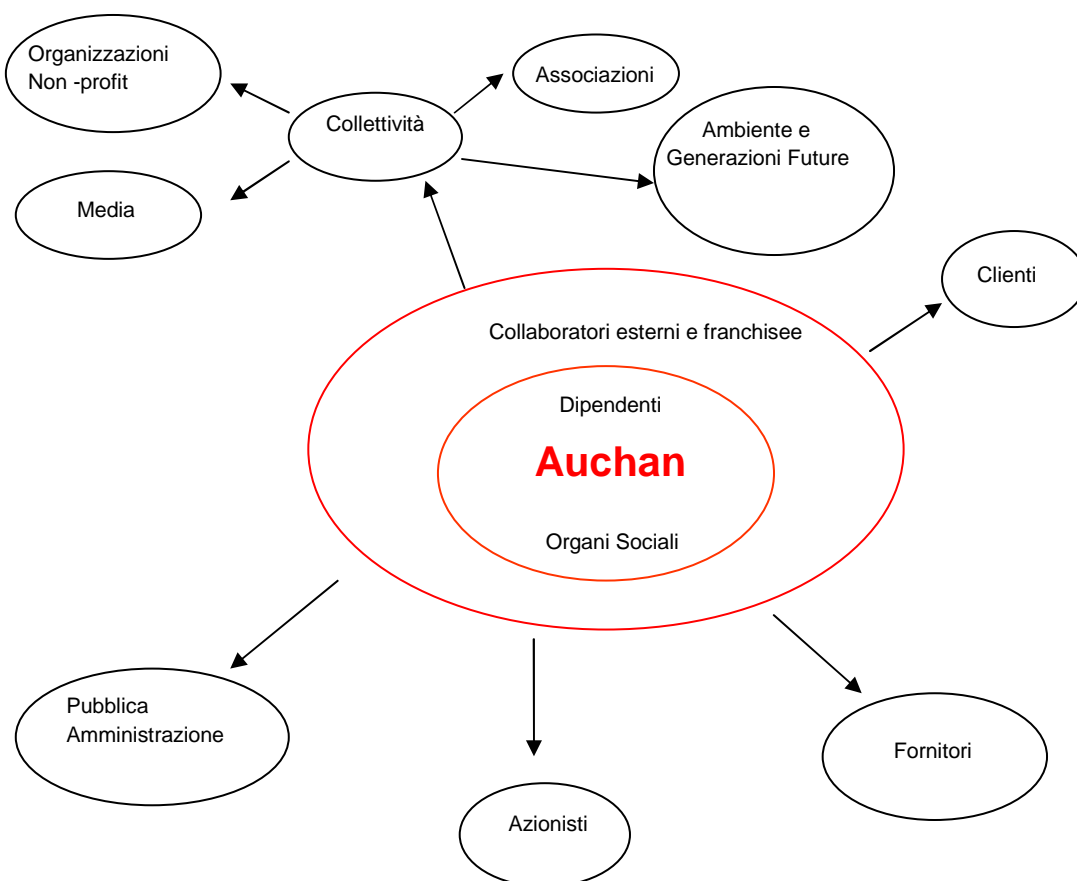 Organizzazioni
Non -profit
Associazioni
Collettività
Ambiente e
Generazioni Future
Media
Clienti
Collaboratori esterni e franchisee
Dipendenti
Auchan
Organi Sociali
Pubblica
Amministrazione
Fornitori
Azionisti